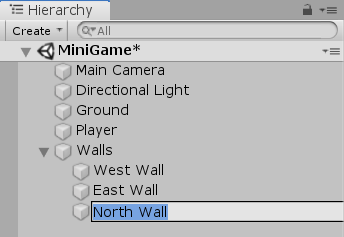 Hierarchy
Create All
MiniGame*
Main Camera
Directional Light
Ground
Player
Walls
West Wall
East Wall
North Wall